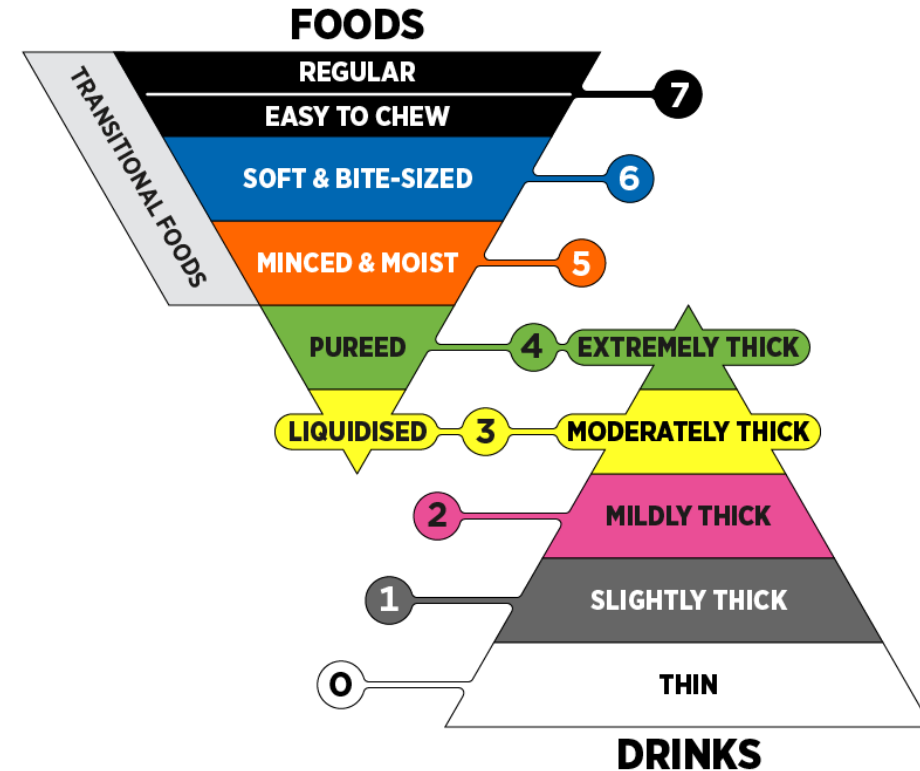 FOODS
TRANSITIONAL FOODS
REGULAR
7
EASY TO CHEW
SOFT & BITE-SIZED
6
MINCED & MOIST
5
PUREED
4
EXTREMELY THICK
LIQUIDISED
3
MODERATELY THICK
2
MILDLY THICK
1
SLIGHTLY THICK
0
THIN
DRINKS